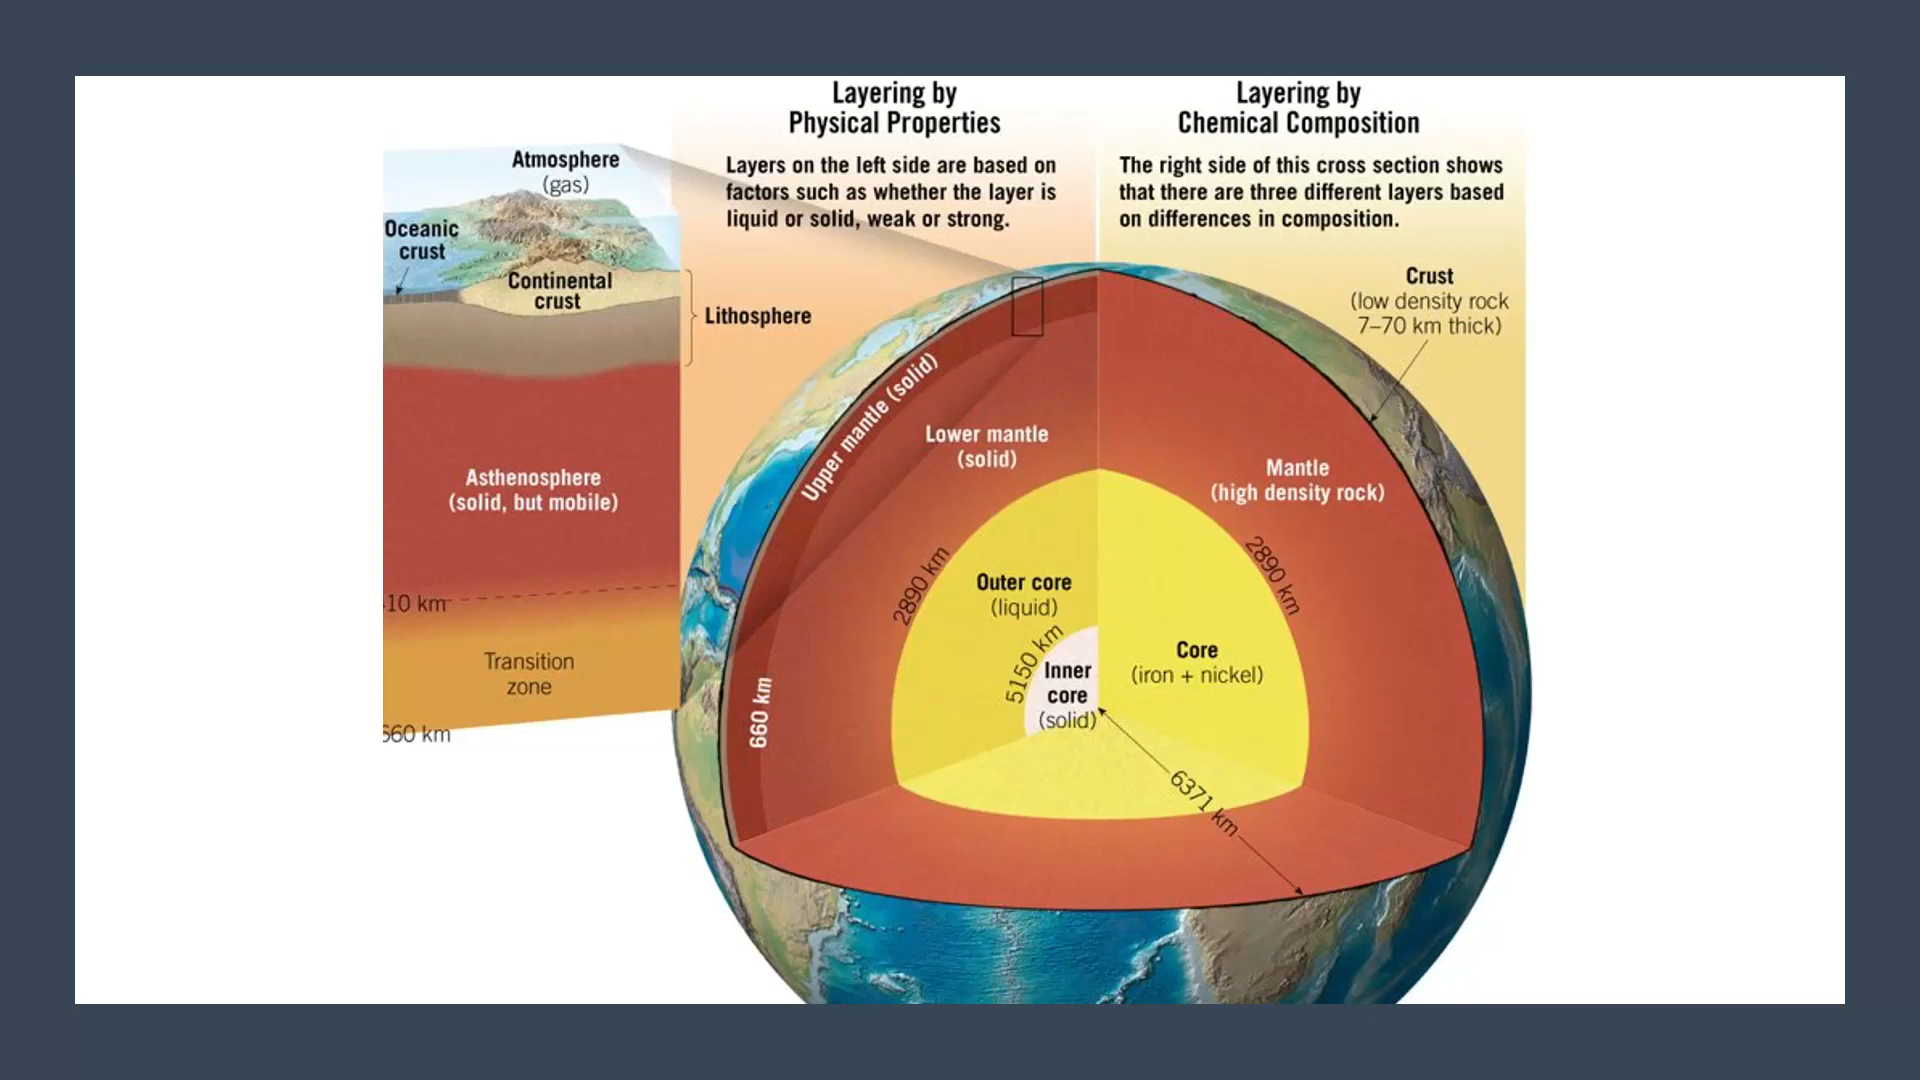 Layering by
Physical Properties
Layers on the left side are based on
factors such as whether the layer is
liquid or solid, weak or strong.
Layering by
Chemical Composition
The right side of this cross section shows
that there are three different layers based
on differences in composition.
Atmosphere
(gas)
Oceanic
crust
Continental
crust
Lithosphere
Asthenosphere
(solid, but mobile)
10 km
Transition
zone
60 km
Upper mantle (solid)
Lower mantle
(solid)
2890 km
Outer core
(liquid)
5150 km
Inner
core
(solid)
660 km
Crust
(low density rock
7–70 km thick)
Mantle
(high density rock)
2890 km
Core
(iron + nickel)
6371 km